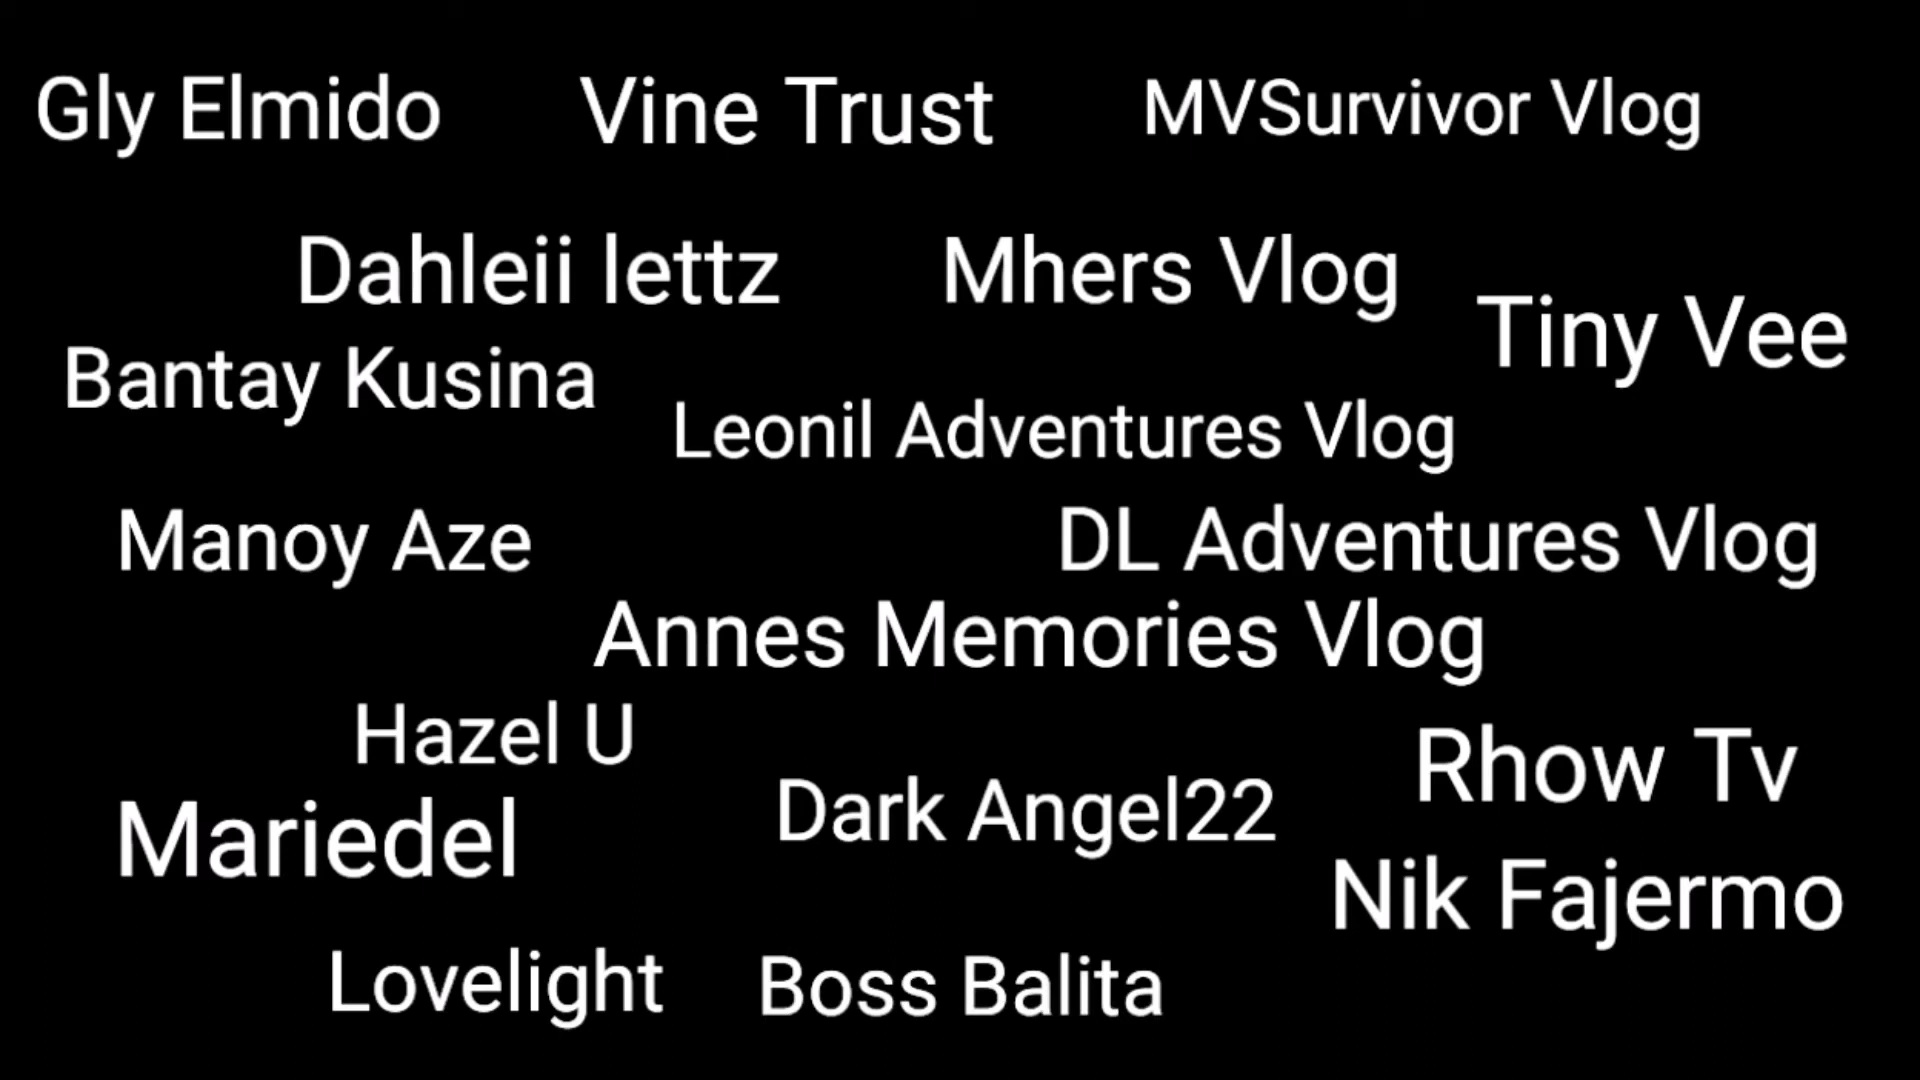 Gly Elmido
Vine Trust
MVSurvivor Vlog
Dahleii lettz
Mhers Vlog
Tiny Vee
Bantay Kusina
Leonil Adventures Vlog
Manoy Aze
DL Adventures Vlog
Annes Memories Vlog
Hazel U
Rhow Tv
Mariedel
Dark Angel22
Nik Fajermo
Lovelight
Boss Balita